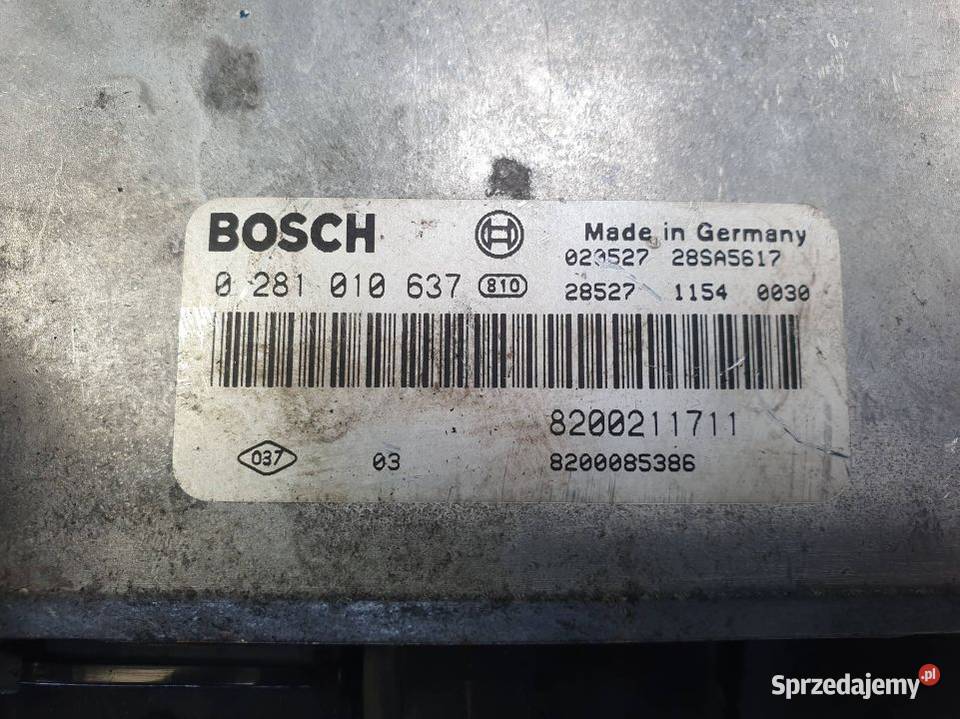 BOSCH
Made in Germany
020527 28SA5617
0 281 010 637 810
28527 1154 0030
8200211711
037 03
8200085386
Sprzedajemy.pl